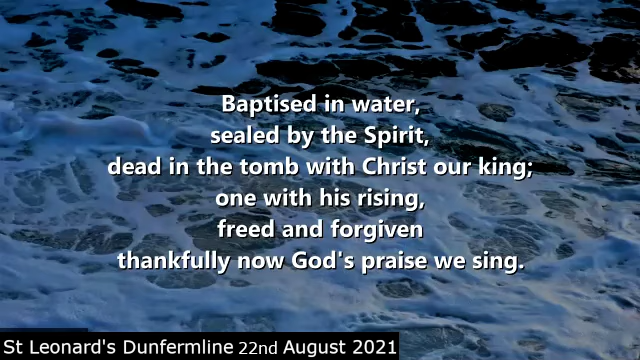 Baptised in water,
sealed by the Spirit,
dead in the tomb with Christ our king;
one with his rising,
freed and forgiven
thankfully now God's praise we sing.
St Leonard's Dunfermline 22nd August 2021